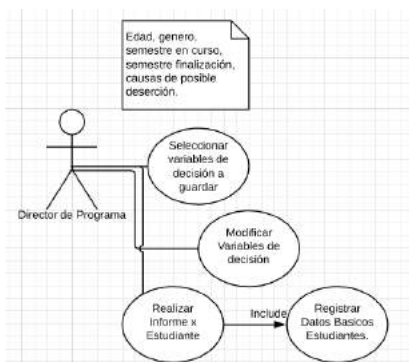 Edad, genero,
semestre en curso,
semestre finalización,
causas de posible
deserción.
Seleccionar
variables de
decisión a
guardar
Director de Programa
Modificar
Variables de
decisión
Realizar
Informe x
Estudiante
Include
Registrar
Datos Basicos
Estudiantes.